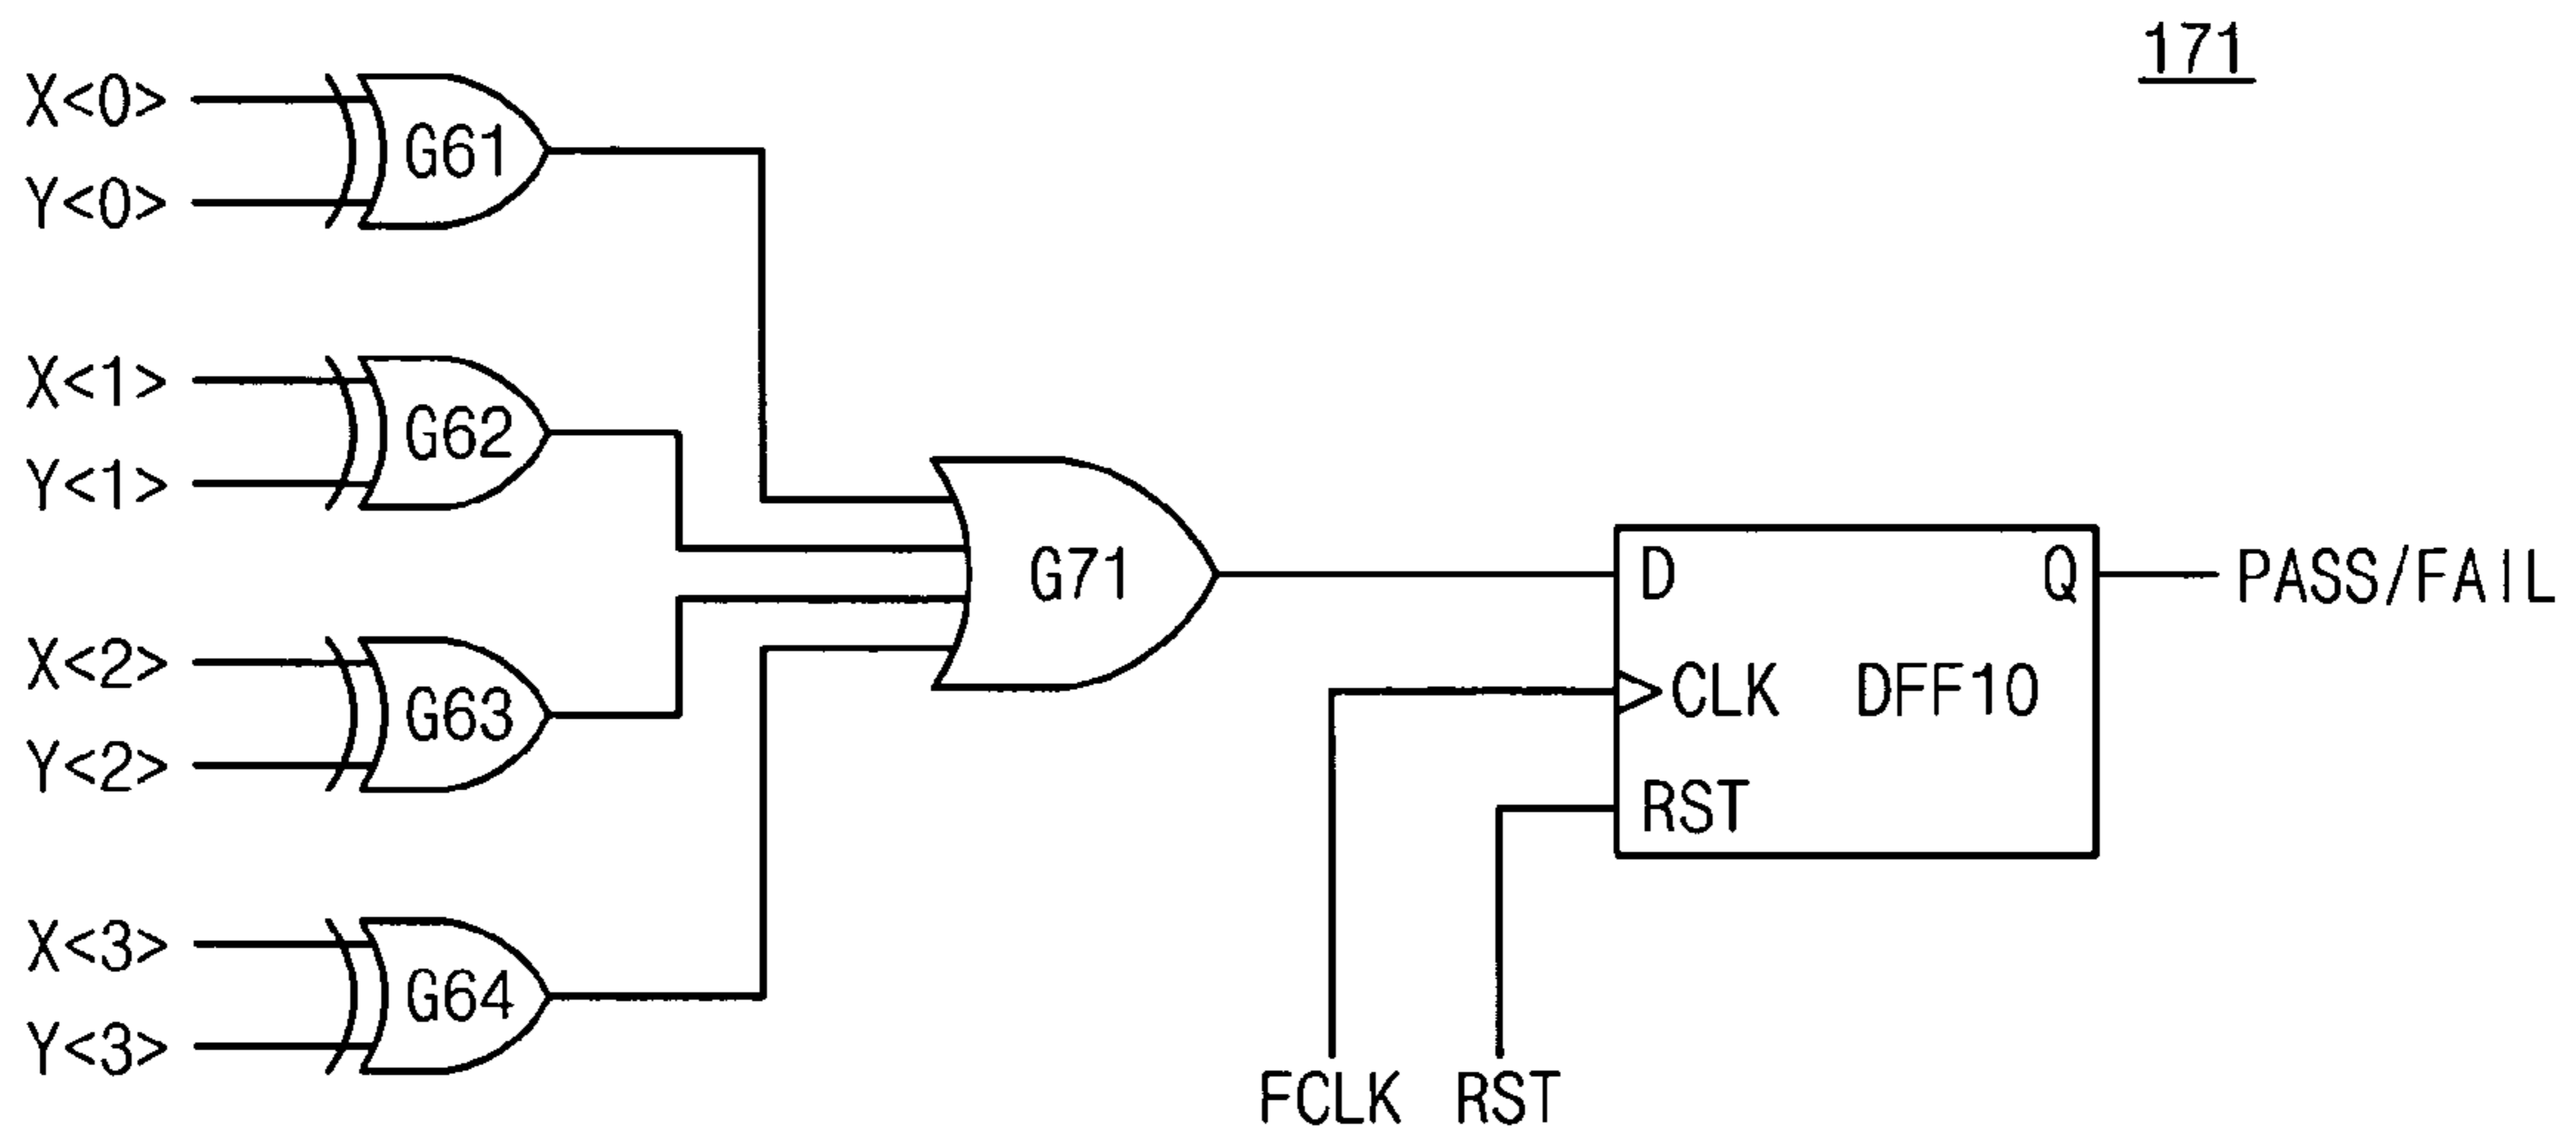 171
X<0>
G61
Y<0>
X<1>
G62
Y<1>
G71
D
Q
PASS/FAIL
X<2>
G63
Y<2>
CLK
DFF10
RST
X<3>
G64
Y<3>
FCLK
RST